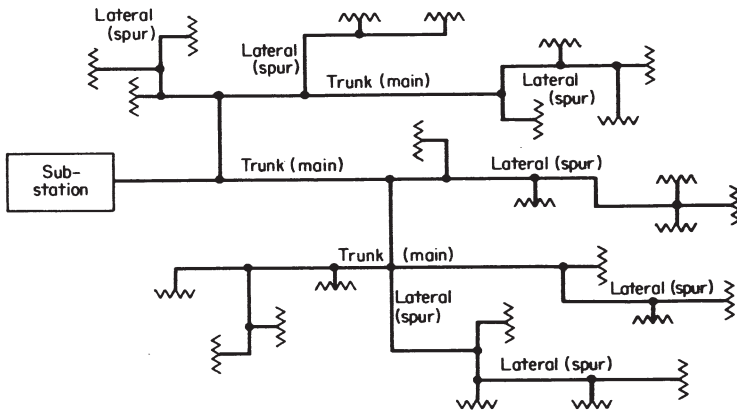 Lateral
(spur)
Lateral
(spur)
Trunk (main)
Lateral
(spur)
Sub-
station
Trunk (main)
Lateral (spur)
Trunk (main)
Lateral
(spur)
Lateral (spur)
Lateral (spur)